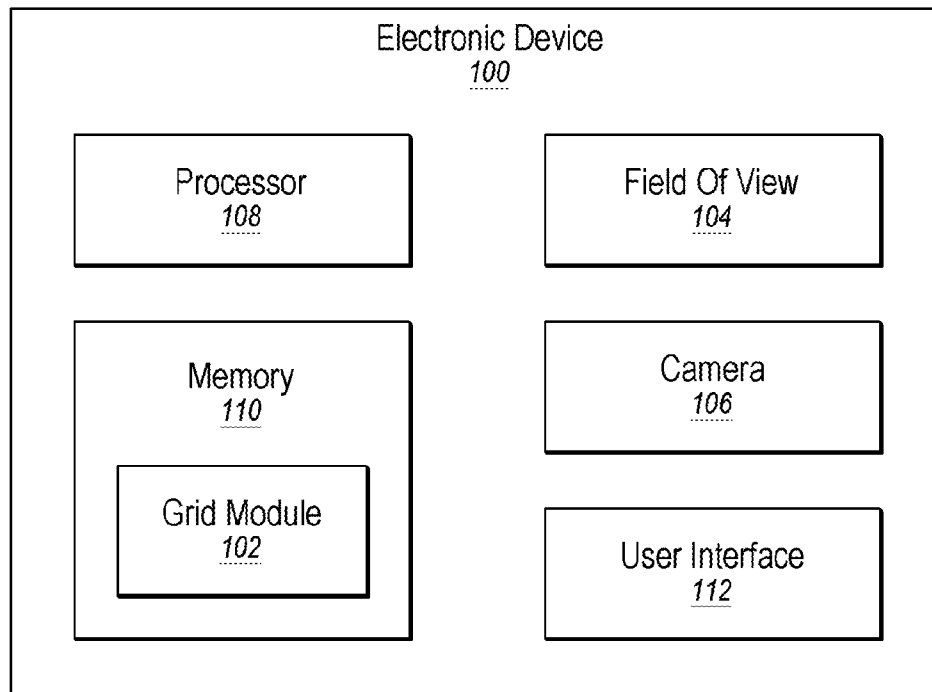 Electronic Device
100
Processor
108
Field Of View
104
Memory
110
Camera
106
Grid Module
102
User Interface
112